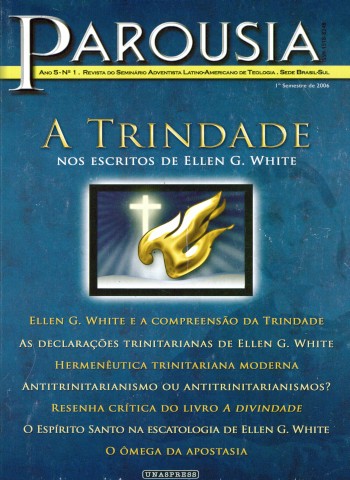 PAROUSIA
ANO 5 - Nº 1 . REVISTA DO SEMINÁRIO ADVENTISTA LATINO-AMERICANO DE TEOLOGIA . SEDE BRASIL-SUL
1º Semestre de 2006
A TRINDADE
NOS ESCRITOS DE ELLEN G. WHITE
ELLEN G. WHITE E A COMPREENSÃO DA TRINDADE
AS DECLARAÇÕES TRINITARIANAS DE ELLEN G. WHITE
HERMENÊUTICA TRINITARIANA MODERNA
ANTITRINITARIANISMO OU ANTITRINITARIANISMOS?
RESENHA CRÍTICA DO LIVRO A DIVINDADE
O ESPÍRITO SANTO NA ESCATOLOGIA DE ELLEN G. WHITE
O ÔMEGA DA APOSTASIA
UNASPRESS